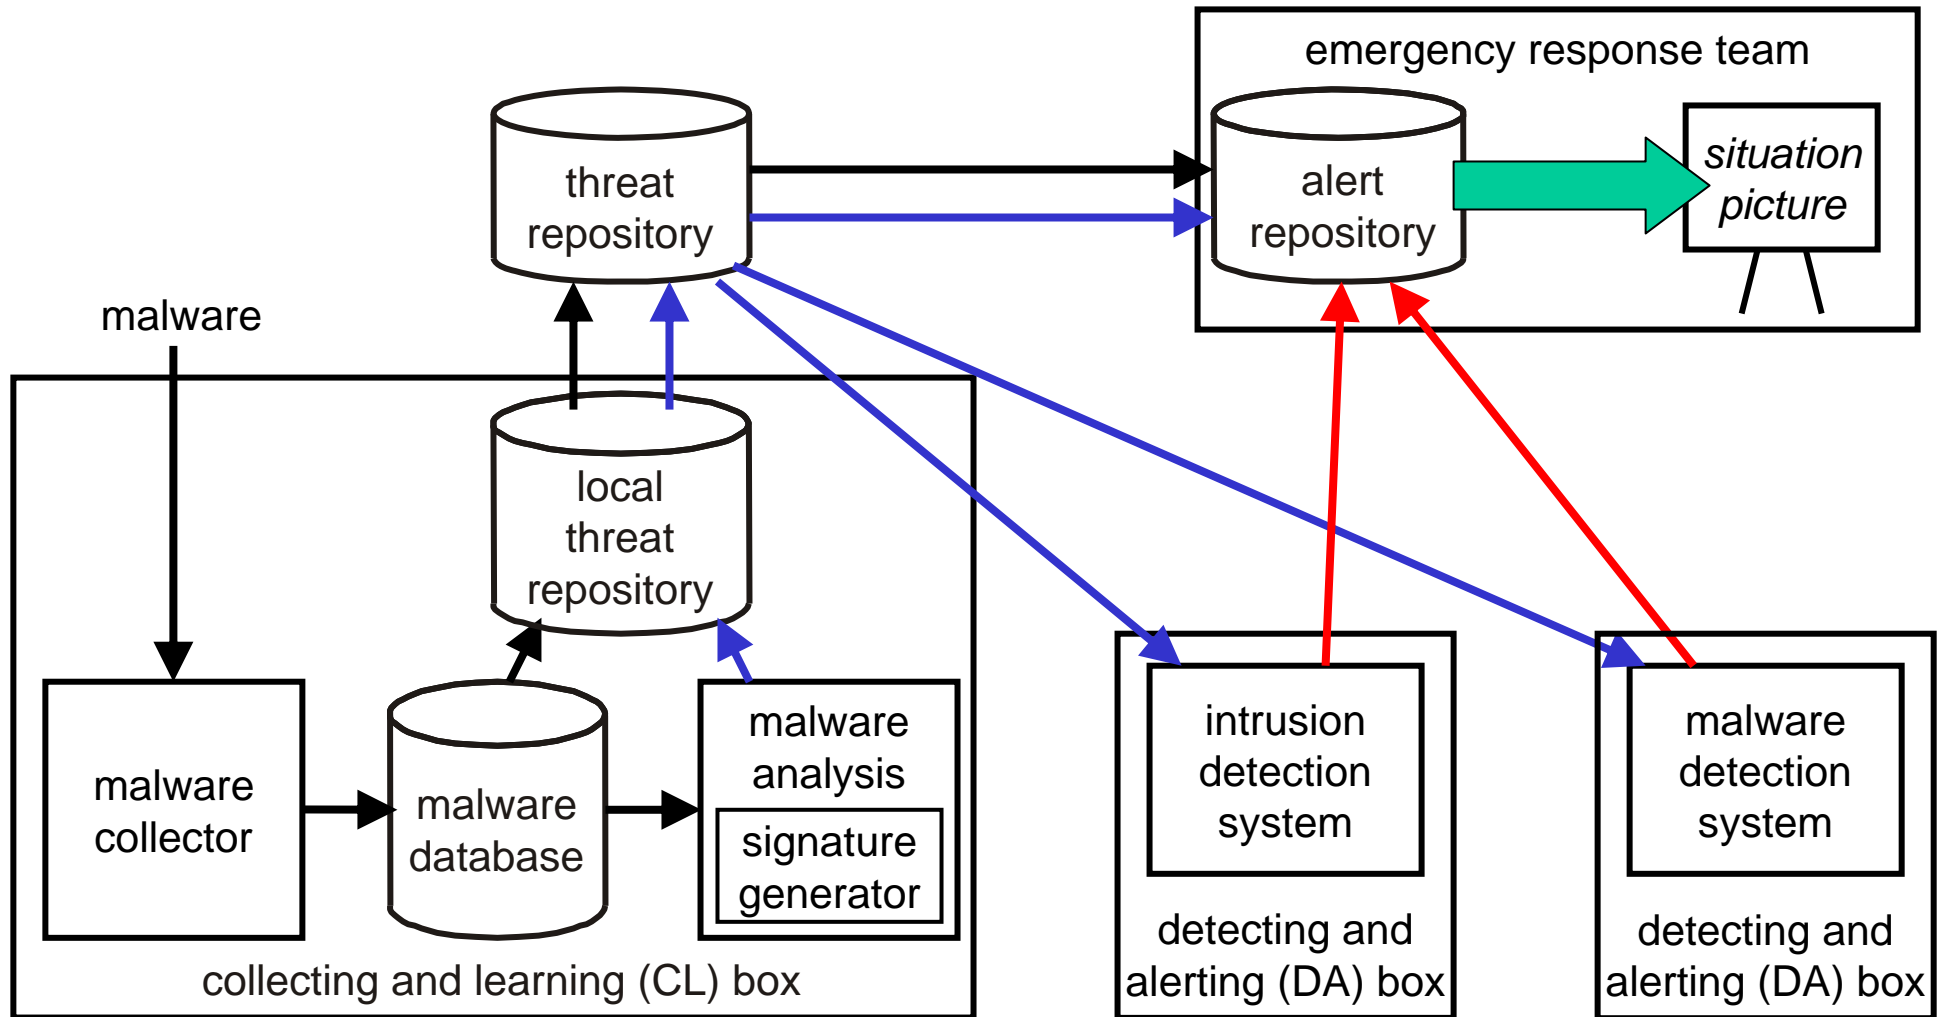 emergency response team
threat
repository
alert
repository
situation
picture
malware
local
threat
repository
malware
collector
malware
database
malware
analysis
signature
generator
collecting and learning (CL) box
intrusion
detection
system
detecting and
alerting (DA) box
malware
detection
system
detecting and
alerting (DA) box